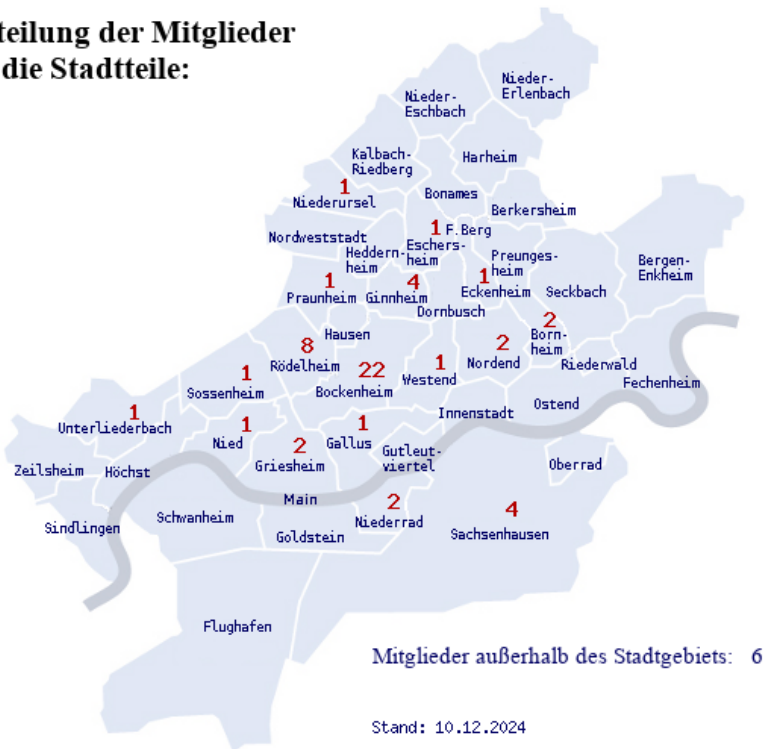 teilung der Mitglieder
die Stadtteile:
Nieder-
Erlenbach
Nieder-
Eschbach
Kalbach-
Riedberg
Harheim
1
Niederursel
Bonames
Berkersheim
1 F.Berg
Nordweststadt
Eschers-
heim
Heddern-
heim
Preunges-
heim
Bergen-
Enkheim
1
Praunheim
4
Ginnheim
1
Eckenheim
Seckbach
Dornbusch
2
Born-
heim
Hausen
8
Rödelheim
22
Bockenheim
1
Westend
2
Nordend
Riederwald
Fechenheim
1
Sossenheim
Ostend
Innenstadt
1
Unterliederbach
1
Nied
2
Griesheim
1
Gallus
Gutleut-
viertel
Oberrad
Zeilsheim
Höchst
Main
2
Niederrad
4
Sachsenhausen
Schwanheim
Sindlingen
Goldstein
Flughafen
Mitglieder außerhalb des Stadtgebiets: 6
Stand: 10.12.2024